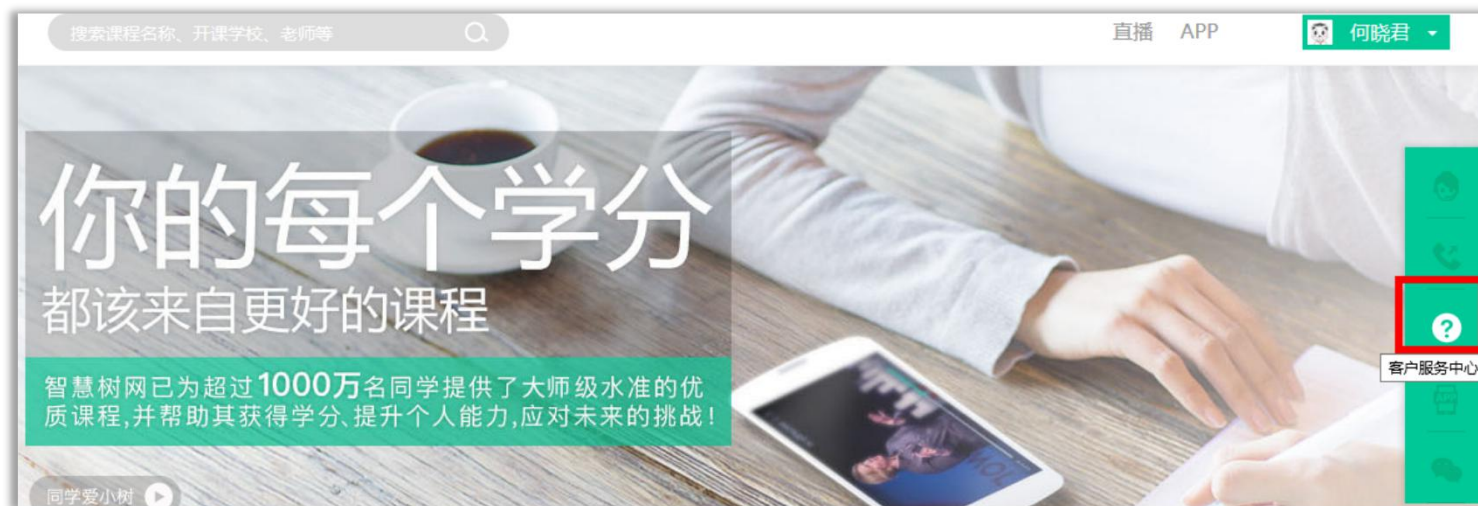 搜索课程名称、开课学校、老师等
直播 APP
何晓君
你的每个学分
都该来自更好的课程
智慧树网已为超过1000万名同学提供了大师级水准的优
质课程,并帮助其获得学分、提升个人能力,应对未来的挑战!
?
客户服务中心
APP
同学爱小树